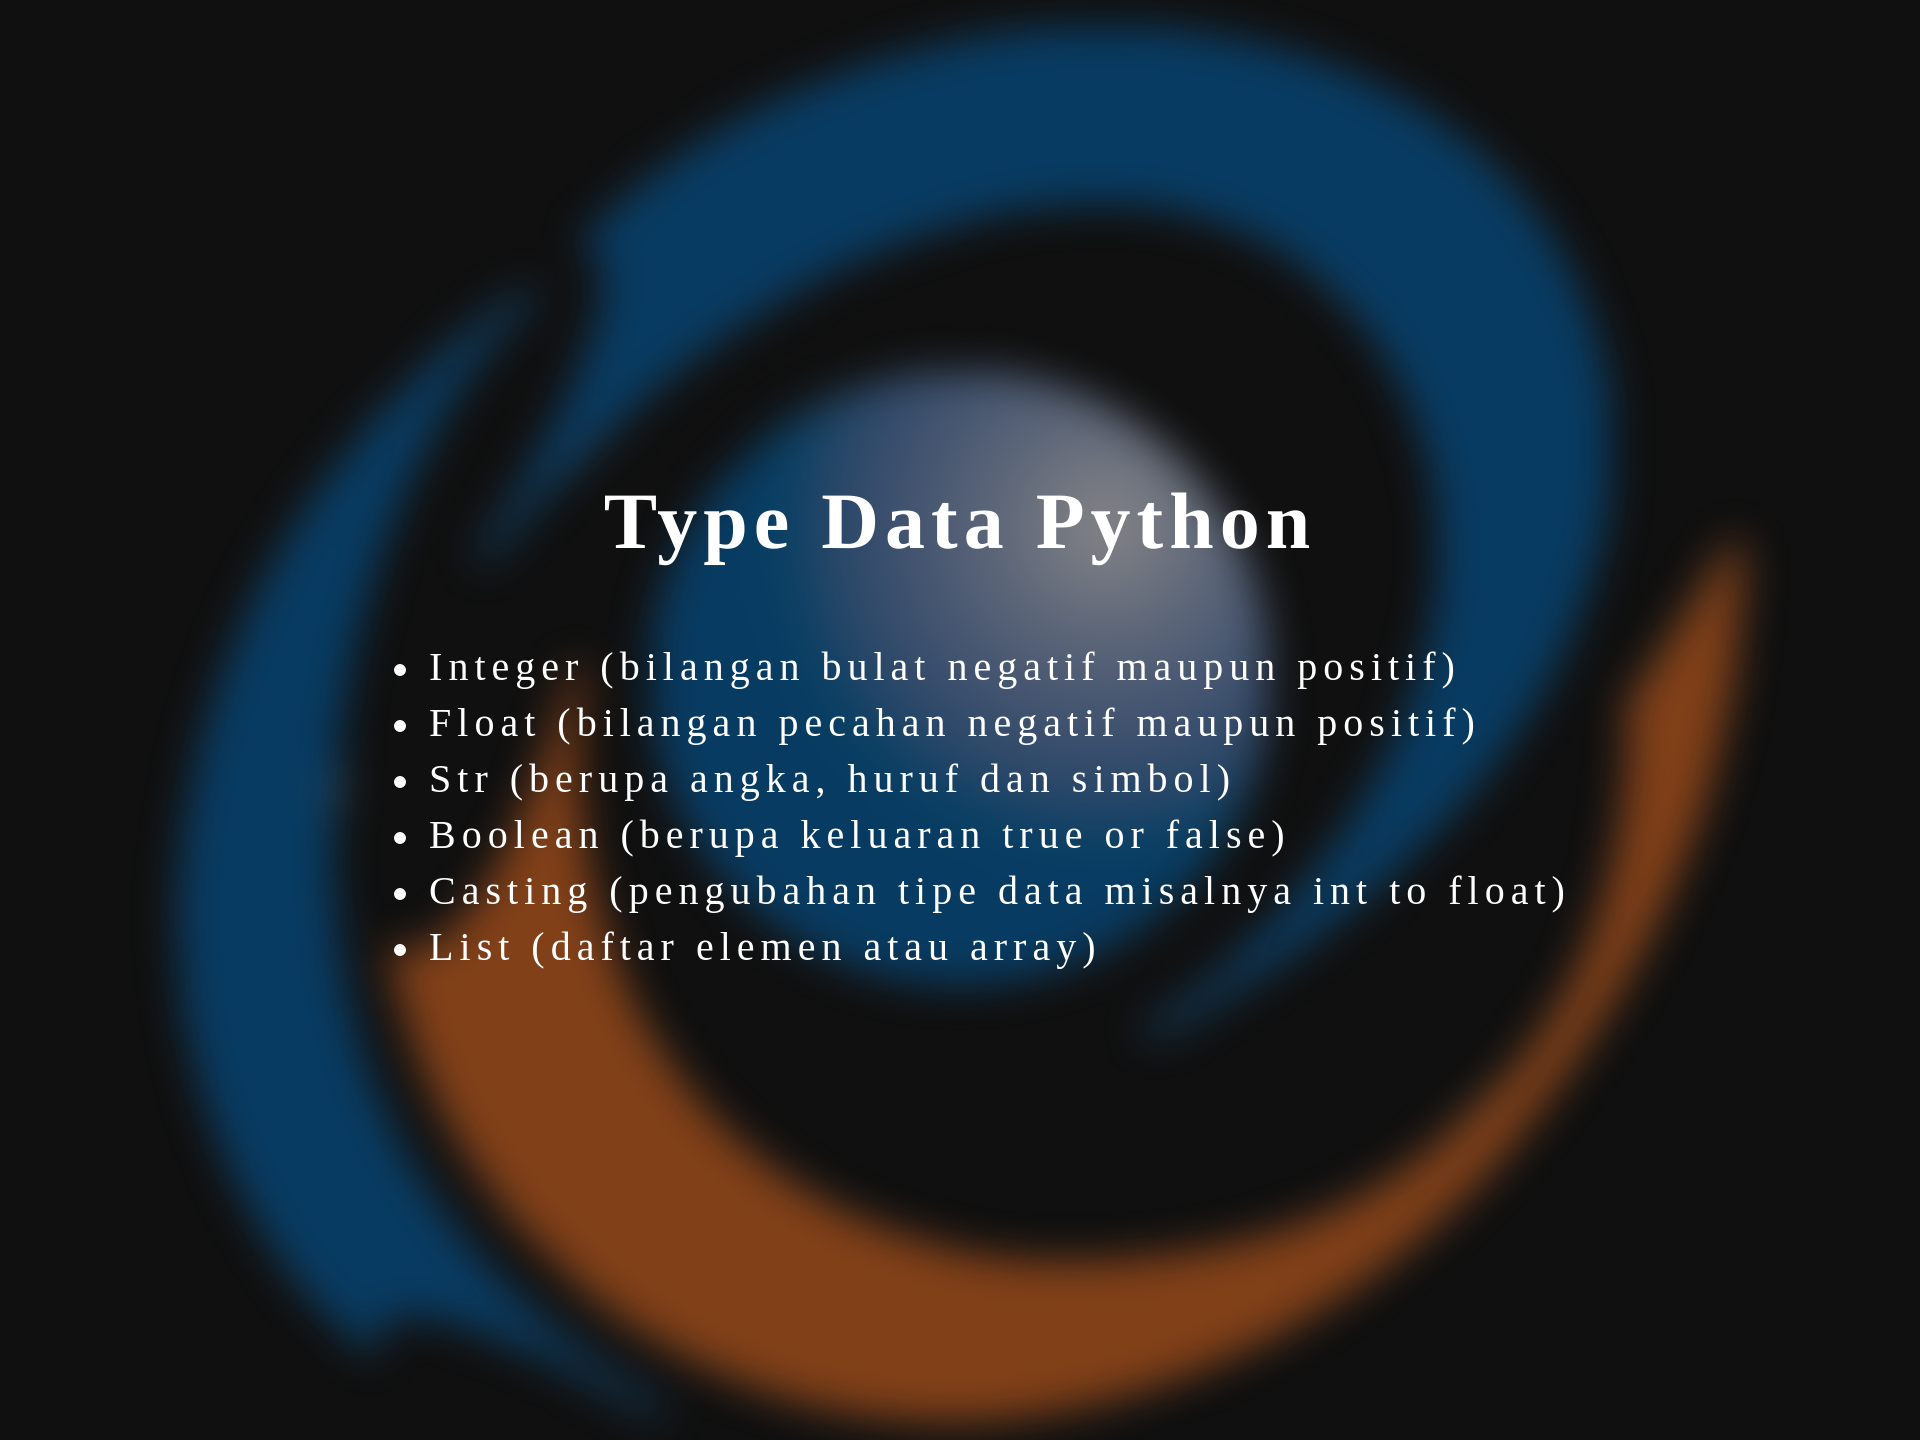 Type Data Python
• Integer (bilangan bulat negatif maupun positif)
• Float (bilangan pecahan negatif maupun positif)
• Str (berupa angka, huruf dan simbol)
• Boolean (berupa keluaran true or false)
• Casting (pengubahan tipe data misalnya int to float)
• List (daftar elemen atau array)